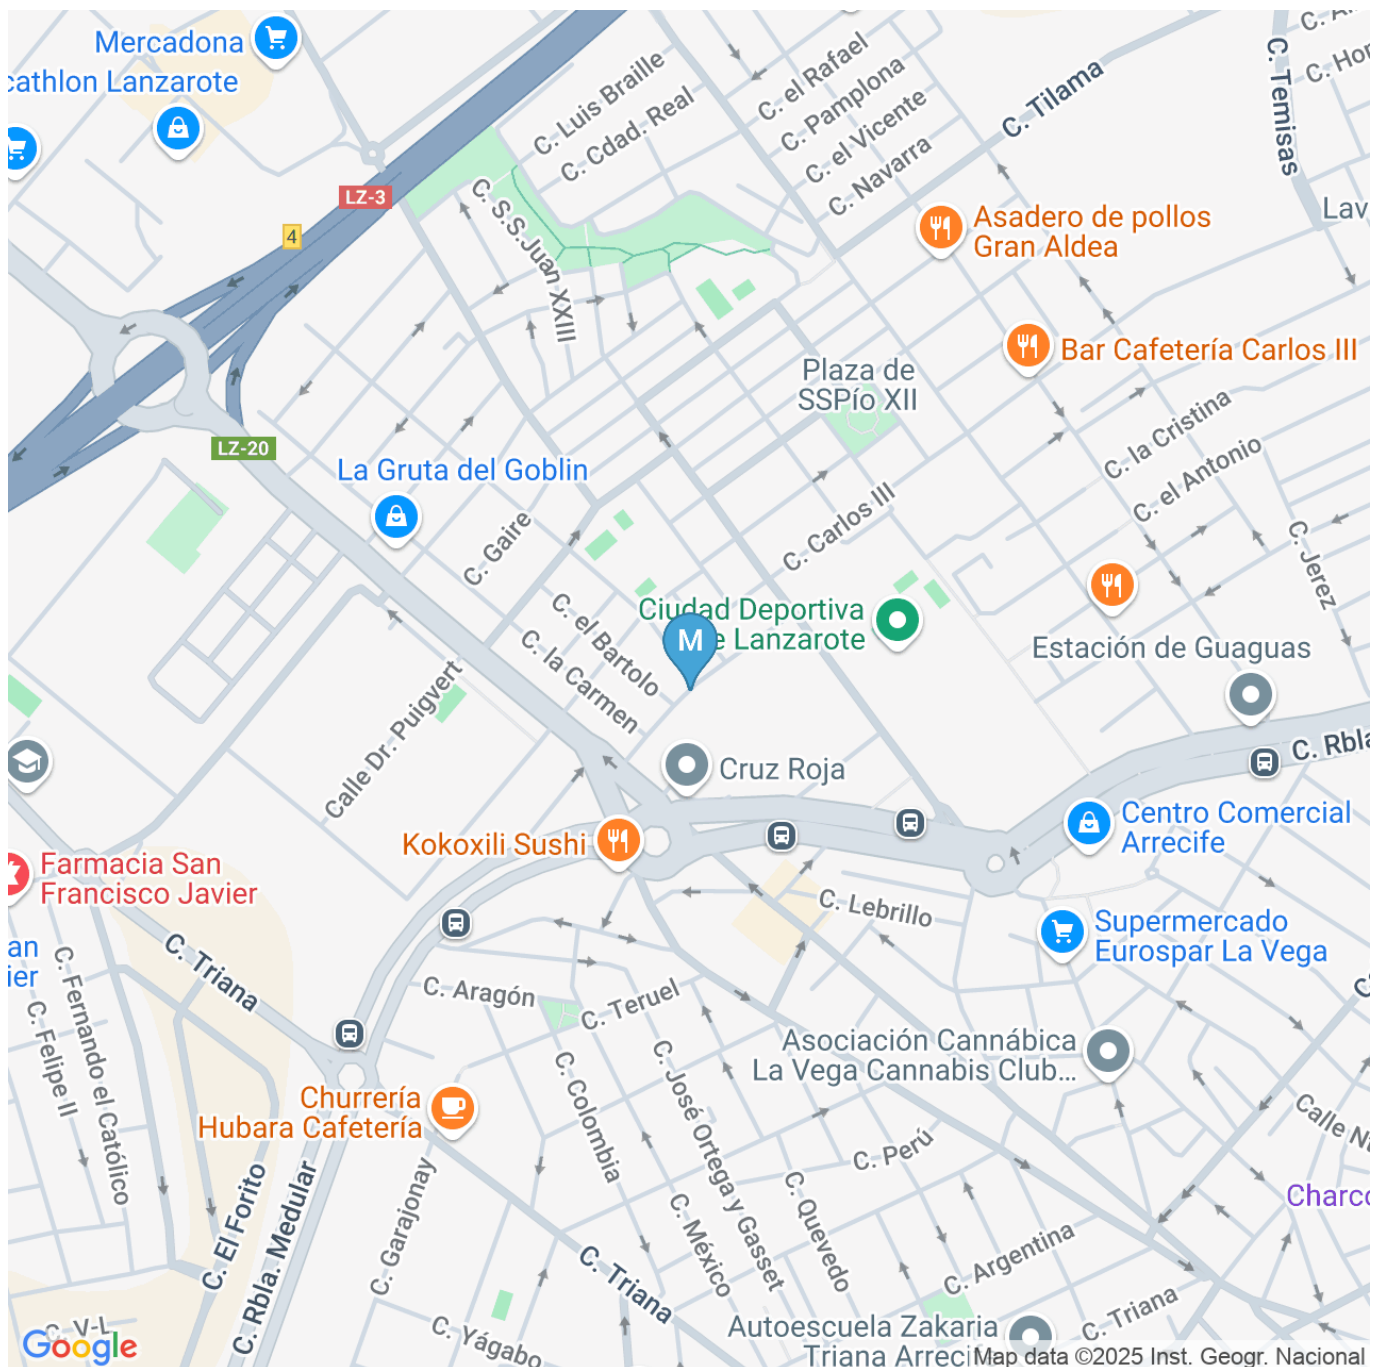 Mercadona
cathlon Lanzarote
C. Luis Braille
C. Cdad. Real
C. el Rafael
C. Pamplona
C. el Vicente
C. Navarra
C. Tilama
C. Temisas
C. Hor
LZ-3
4
C. S.S. Juan XXIII
Asadero de pollos
Gran Aldea
Lav
Bar Cafetería Carlos III
Plaza de
SSPío XII
C. la Cristina
C. el Antonio
LZ-20
La Gruta del Goblin
C. Gaire
C. Carlos III
C. Jerez
C. el Bartolo
C. la Carmen
Ciudad Deportiva
e Lanzarote
M
Estación de Guaguas
Calle Dr. Puigvert
C. Rbla
Cruz Roja
Centro Comercial
Arrecife
Kokoxili Sushi
Farmacia San
Francisco Javier
C. Lebrillo
Supermercado
Eurospar La Vega
an
ier
C. Triana
C. Fernando el Católico
C. Felipe II
C. Aragón
C. Teruel
Asociación Cannábica
La Vega Cannabis Club...
C. Colombia
C. José Ortega y Gasset
Churrería
Hubara Cafetería
C. Perú
C. Quevedo
Calle Nt
Charco
C. El Forito
C. Rbla. Medular
C. Garajonay
C. México
C. Argentina
C. Triana
C. Triana
C. V-L
C. Yágabo
Autoescuela Zakaria
Triana Arreci
Google
Map data ©2025 Inst. Geogr. Nacional